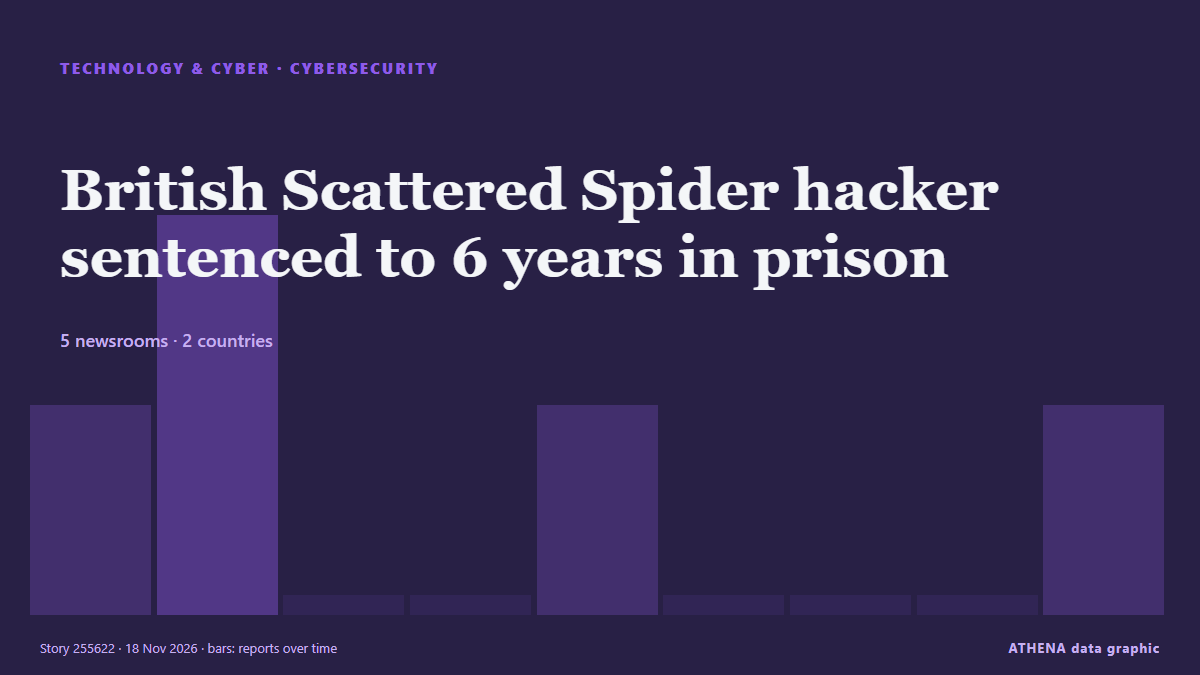 TECHNOLOGY & CYBER · CYBERSECURITY
British Scattered Spider hacker
sentenced to 6 years in prison
5 newsrooms · 2 countries
Story 255622 · 18 Nov 2026 · bars: reports over time
ATHENA data graphic